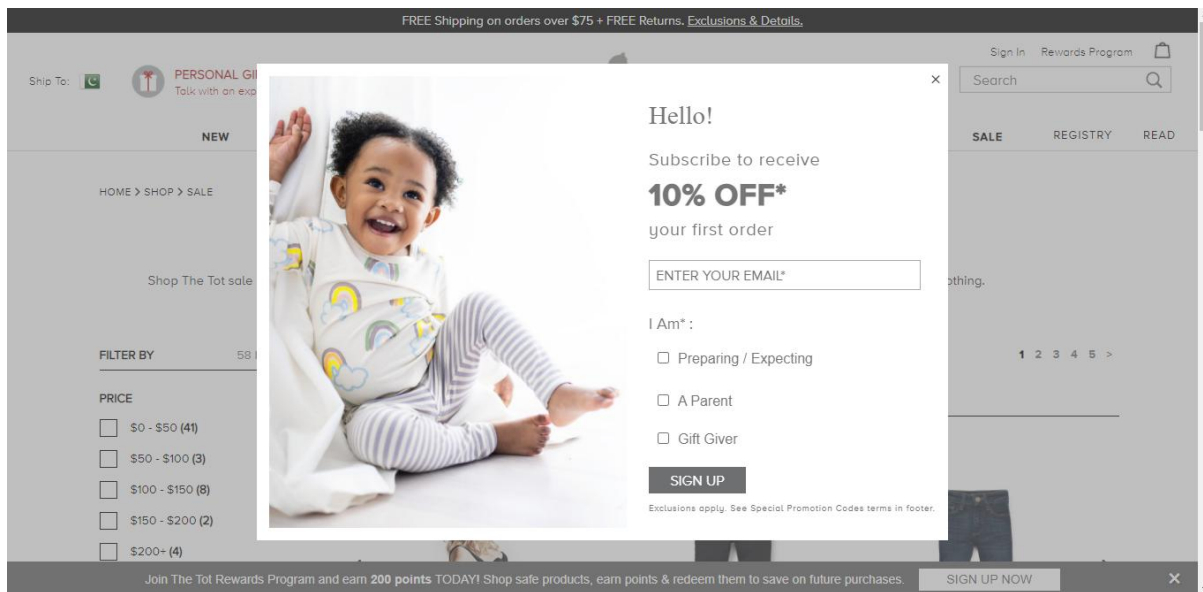 FREE Shipping on orders over $75 + FREE Returns. Exclusions & Details.
Sign In Rewards Program
Ship To:
PERSONAL GI
Talk with an exp
Search
NEW
SALE REGISTRY READ
HOME > SHOP > SALE
Shop The Tot sale
othing.
FILTER BY 58
1 2 3 4 5 >
PRICE
$0 - $50 (41)
$50 - $100 (3)
$100 - $150 (8)
$150 - $200 (2)
$200+ (4)
×
Hello!
Subscribe to receive
10% OFF*
your first order
ENTER YOUR EMAIL*
I Am* :
Preparing / Expecting
A Parent
Gift Giver
SIGN UP
Exclusions apply. See Special Promotion Codes terms in footer.
Join The Tot Rewards Program and earn 200 points TODAY! Shop safe products, earn points & redeem them to save on future purchases. SIGN UP NOW ×